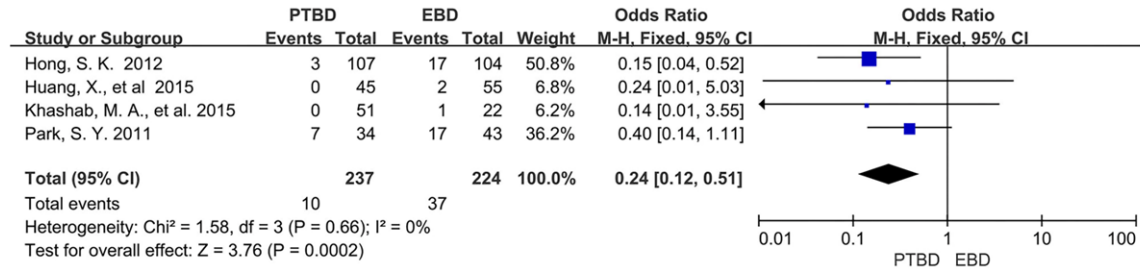 PTBD EBD Odds Ratio Odds Ratio
Study or Subgroup Events Total Events Total Weight M-H, Fixed, 95% CI M-H, Fixed, 95% CI
Hong, S. K. 2012 3 107 17 104 50.8% 0.15 [0.04, 0.52]
Huang, X., et al 2015 0 45 2 55 6.8% 0.24 [0.01, 5.03]
Khashab, M. A., et al. 2015 0 51 1 22 6.2% 0.14 [0.01, 3.55]
Park, S. Y. 2011 7 34 17 43 36.2% 0.40 [0.14, 1.11]
Total (95% CI) 237 224 100.0% 0.24 [0.12, 0.51]
Total events 10 37
Heterogeneity: Chi² = 1.58, df = 3 (P = 0.66); I² = 0%
Test for overall effect: Z = 3.76 (P = 0.0002)
0.01 0.1 1 10 100
PTBD EBD